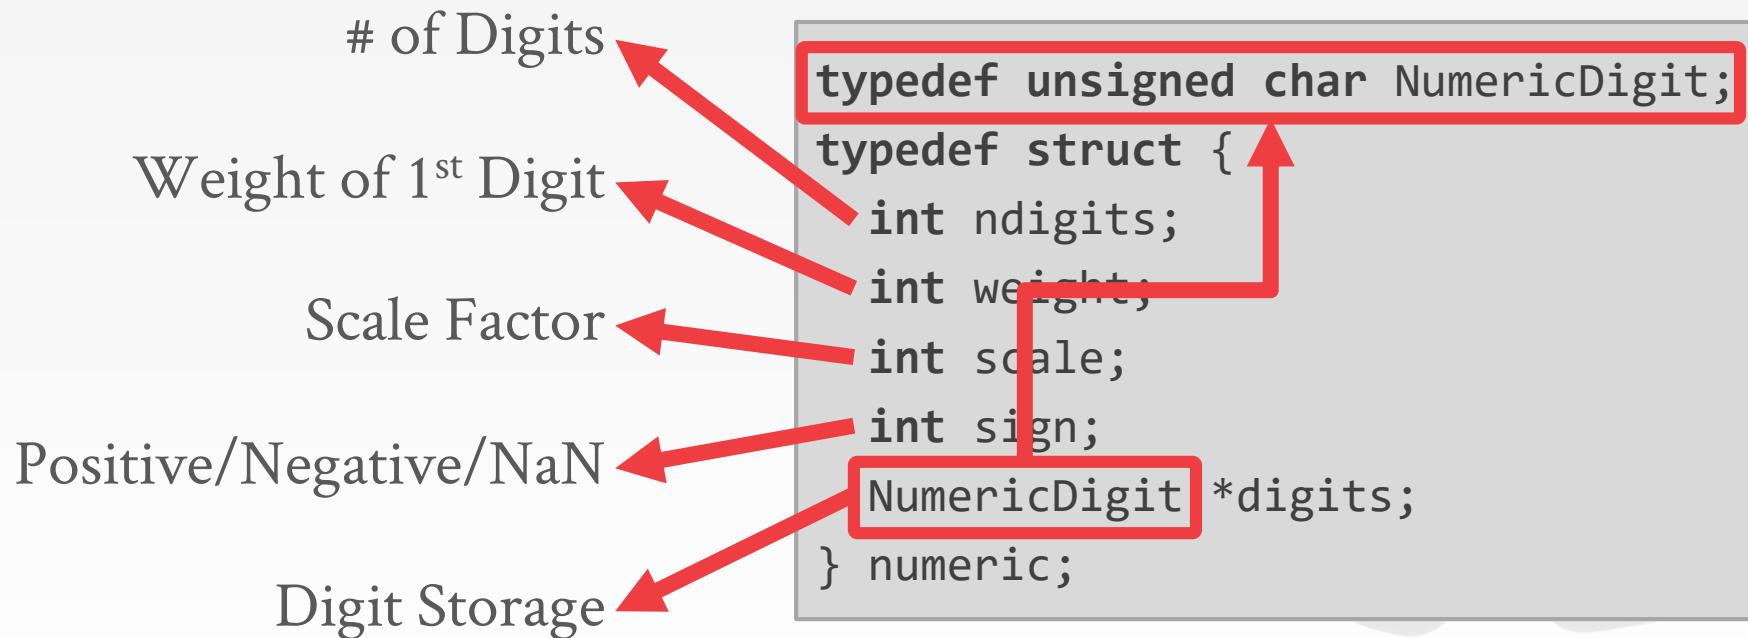 # of Digits
Weight of 1st Digit
Scale Factor
Positive/Negative/NaN
Digit Storage
typedef unsigned char NumericDigit;
typedef struct {
int ndigits;
int weight;
int scale;
int sign;
NumericDigit *digits;
} numeric;